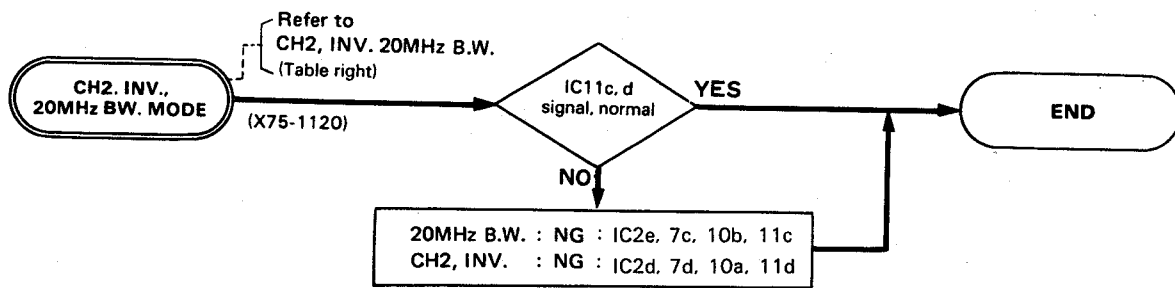 Refer to
CH2, INV. 20MHz B.W.
(Table right)
CH2. INV.,
20MHz BW. MODE
(X75-1120)
IC11c, d
signal, normal
YES
END
NO
20MHz B.W. : NG : IC2e, 7c, 10b, 11c
CH2, INV. : NG : IC2d, 7d, 10a, 11d